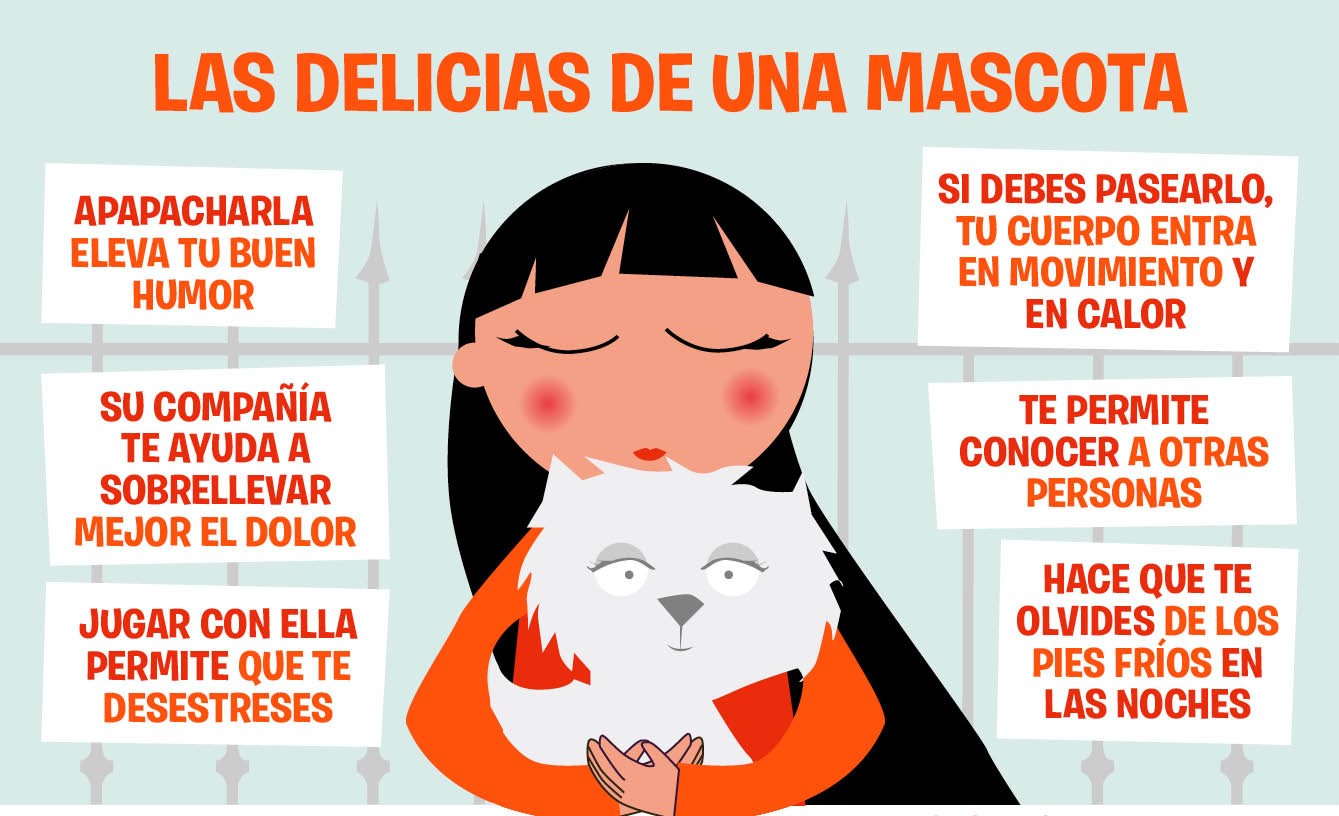 LAS DELICIAS DE UNA MASCOTA
APAPACHARLA
ELEVA TU BUEN
HUMOR
SU COMPAÑÍA
TE AYUDA A
SOBRELLEVAR
MEJOR EL DOLOR
JUGAR CON ELLA
PERMITE QUE TE
DESESTRESES
SI DEBES PASEARLO,
TU CUERPO ENTRA
EN MOVIMIENTO Y
EN CALOR
TE PERMITE
CONOCER A OTRAS
PERSONAS
HACE QUE TE
OLVIDES DE LOS
PIES FRÍOS EN
LAS NOCHES